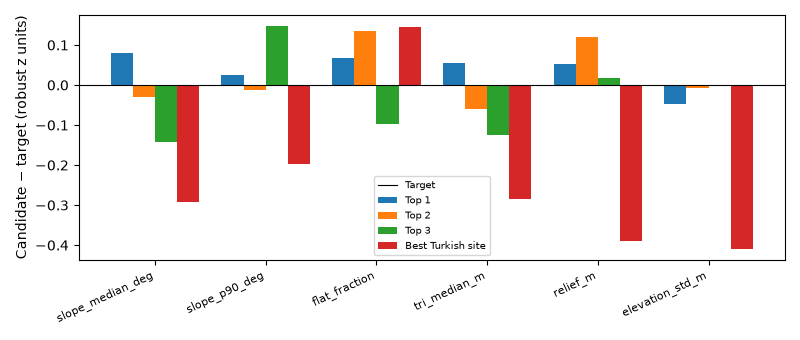 Candidate − target (robust z units)
0.1
0.0
−0.1
−0.2
−0.3
−0.4
Target
Top 1
Top 2
Top 3
Best Turkish site
slope_median_deg
slope_p90_deg
flat_fraction
tri_median_m
relief_m
elevation_std_m